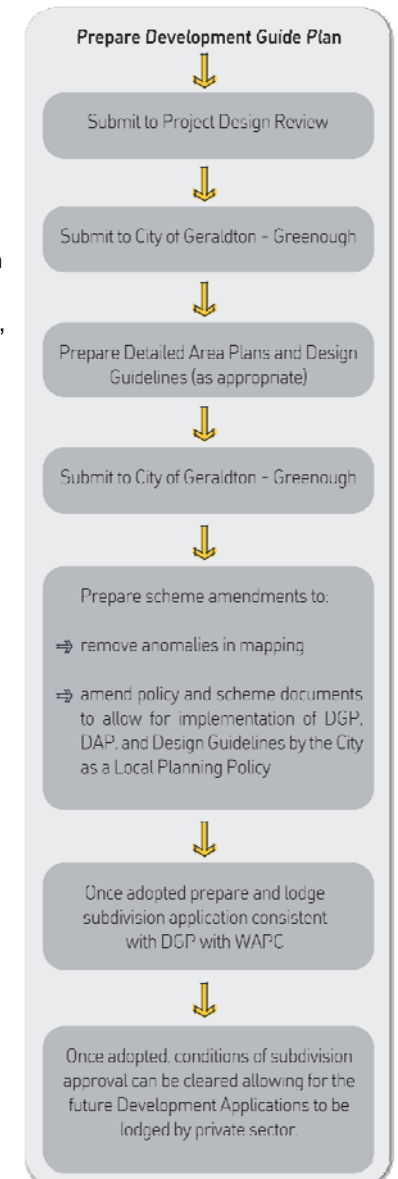 Prepare Development Guide Plan
Submit to Project Design Review
Submit to City of Geraldton - Greenough
Prepare Detailed Area Plans and Design
Guidelines (as appropriate)
Submit to City of Geraldton - Greenough
Prepare scheme amendments to:
⇒ remove anomalies in mapping
⇒ amend policy and scheme documents
to allow for implementation of DGP,
DAP, and Design Guidelines by the City
as a Local Planning Policy
Once adopted prepare and lodge
subdivision application consistent
with DGP with WAPC
Once adopted, conditions of subdivision
approval can be cleared allowing for the
future Development Applications to be
lodged by private sector.